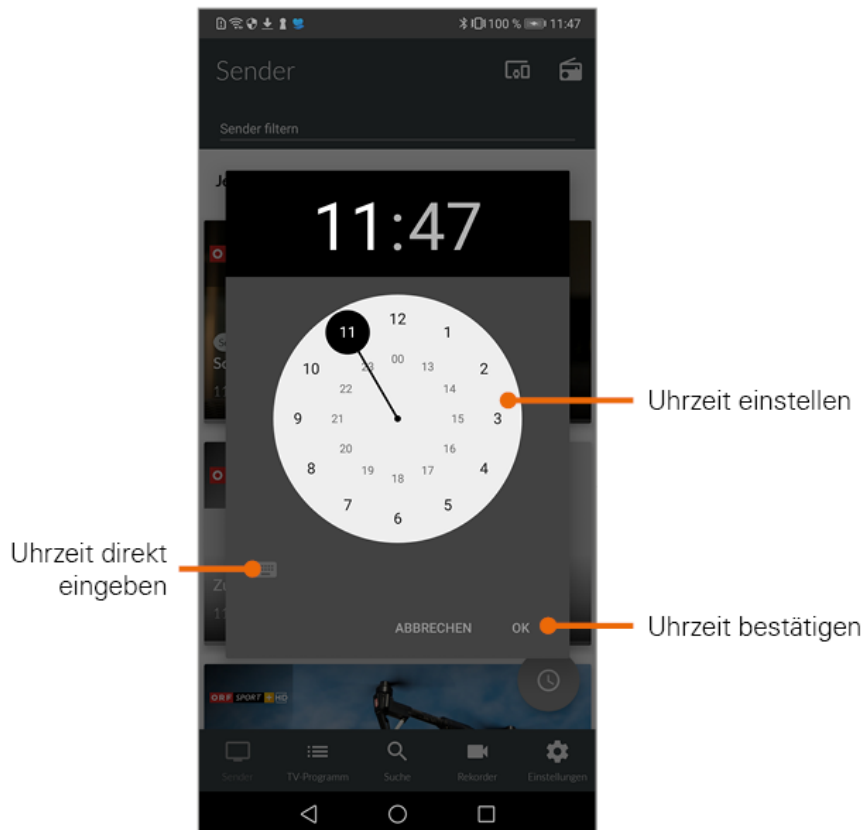 100 % 11:47
Sender
Sender filtern
11:47
12
11
1
10
23
00
13
2
22
14
9
21
15
3
20
16
8
19
18
17
4
7
5
6
Uhrzeit einstellen
Uhrzeit direkt
eingeben
ABBRECHEN OK
Uhrzeit bestätigen
ORF SPORT + HD
Sender TV-Programm Suche Rekorder Einstellungen